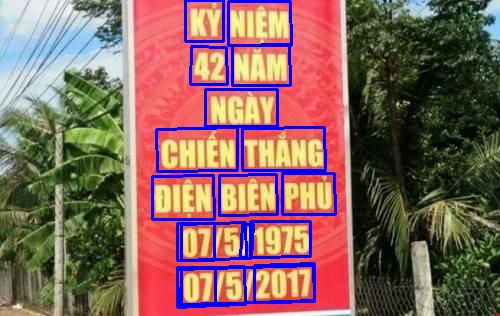 KỶ NIỆM
42 NĂM
NGÀY
CHIẾN THẮNG
ĐIỆN BIÊN PHỦ
07/5/1975
07/5/2017